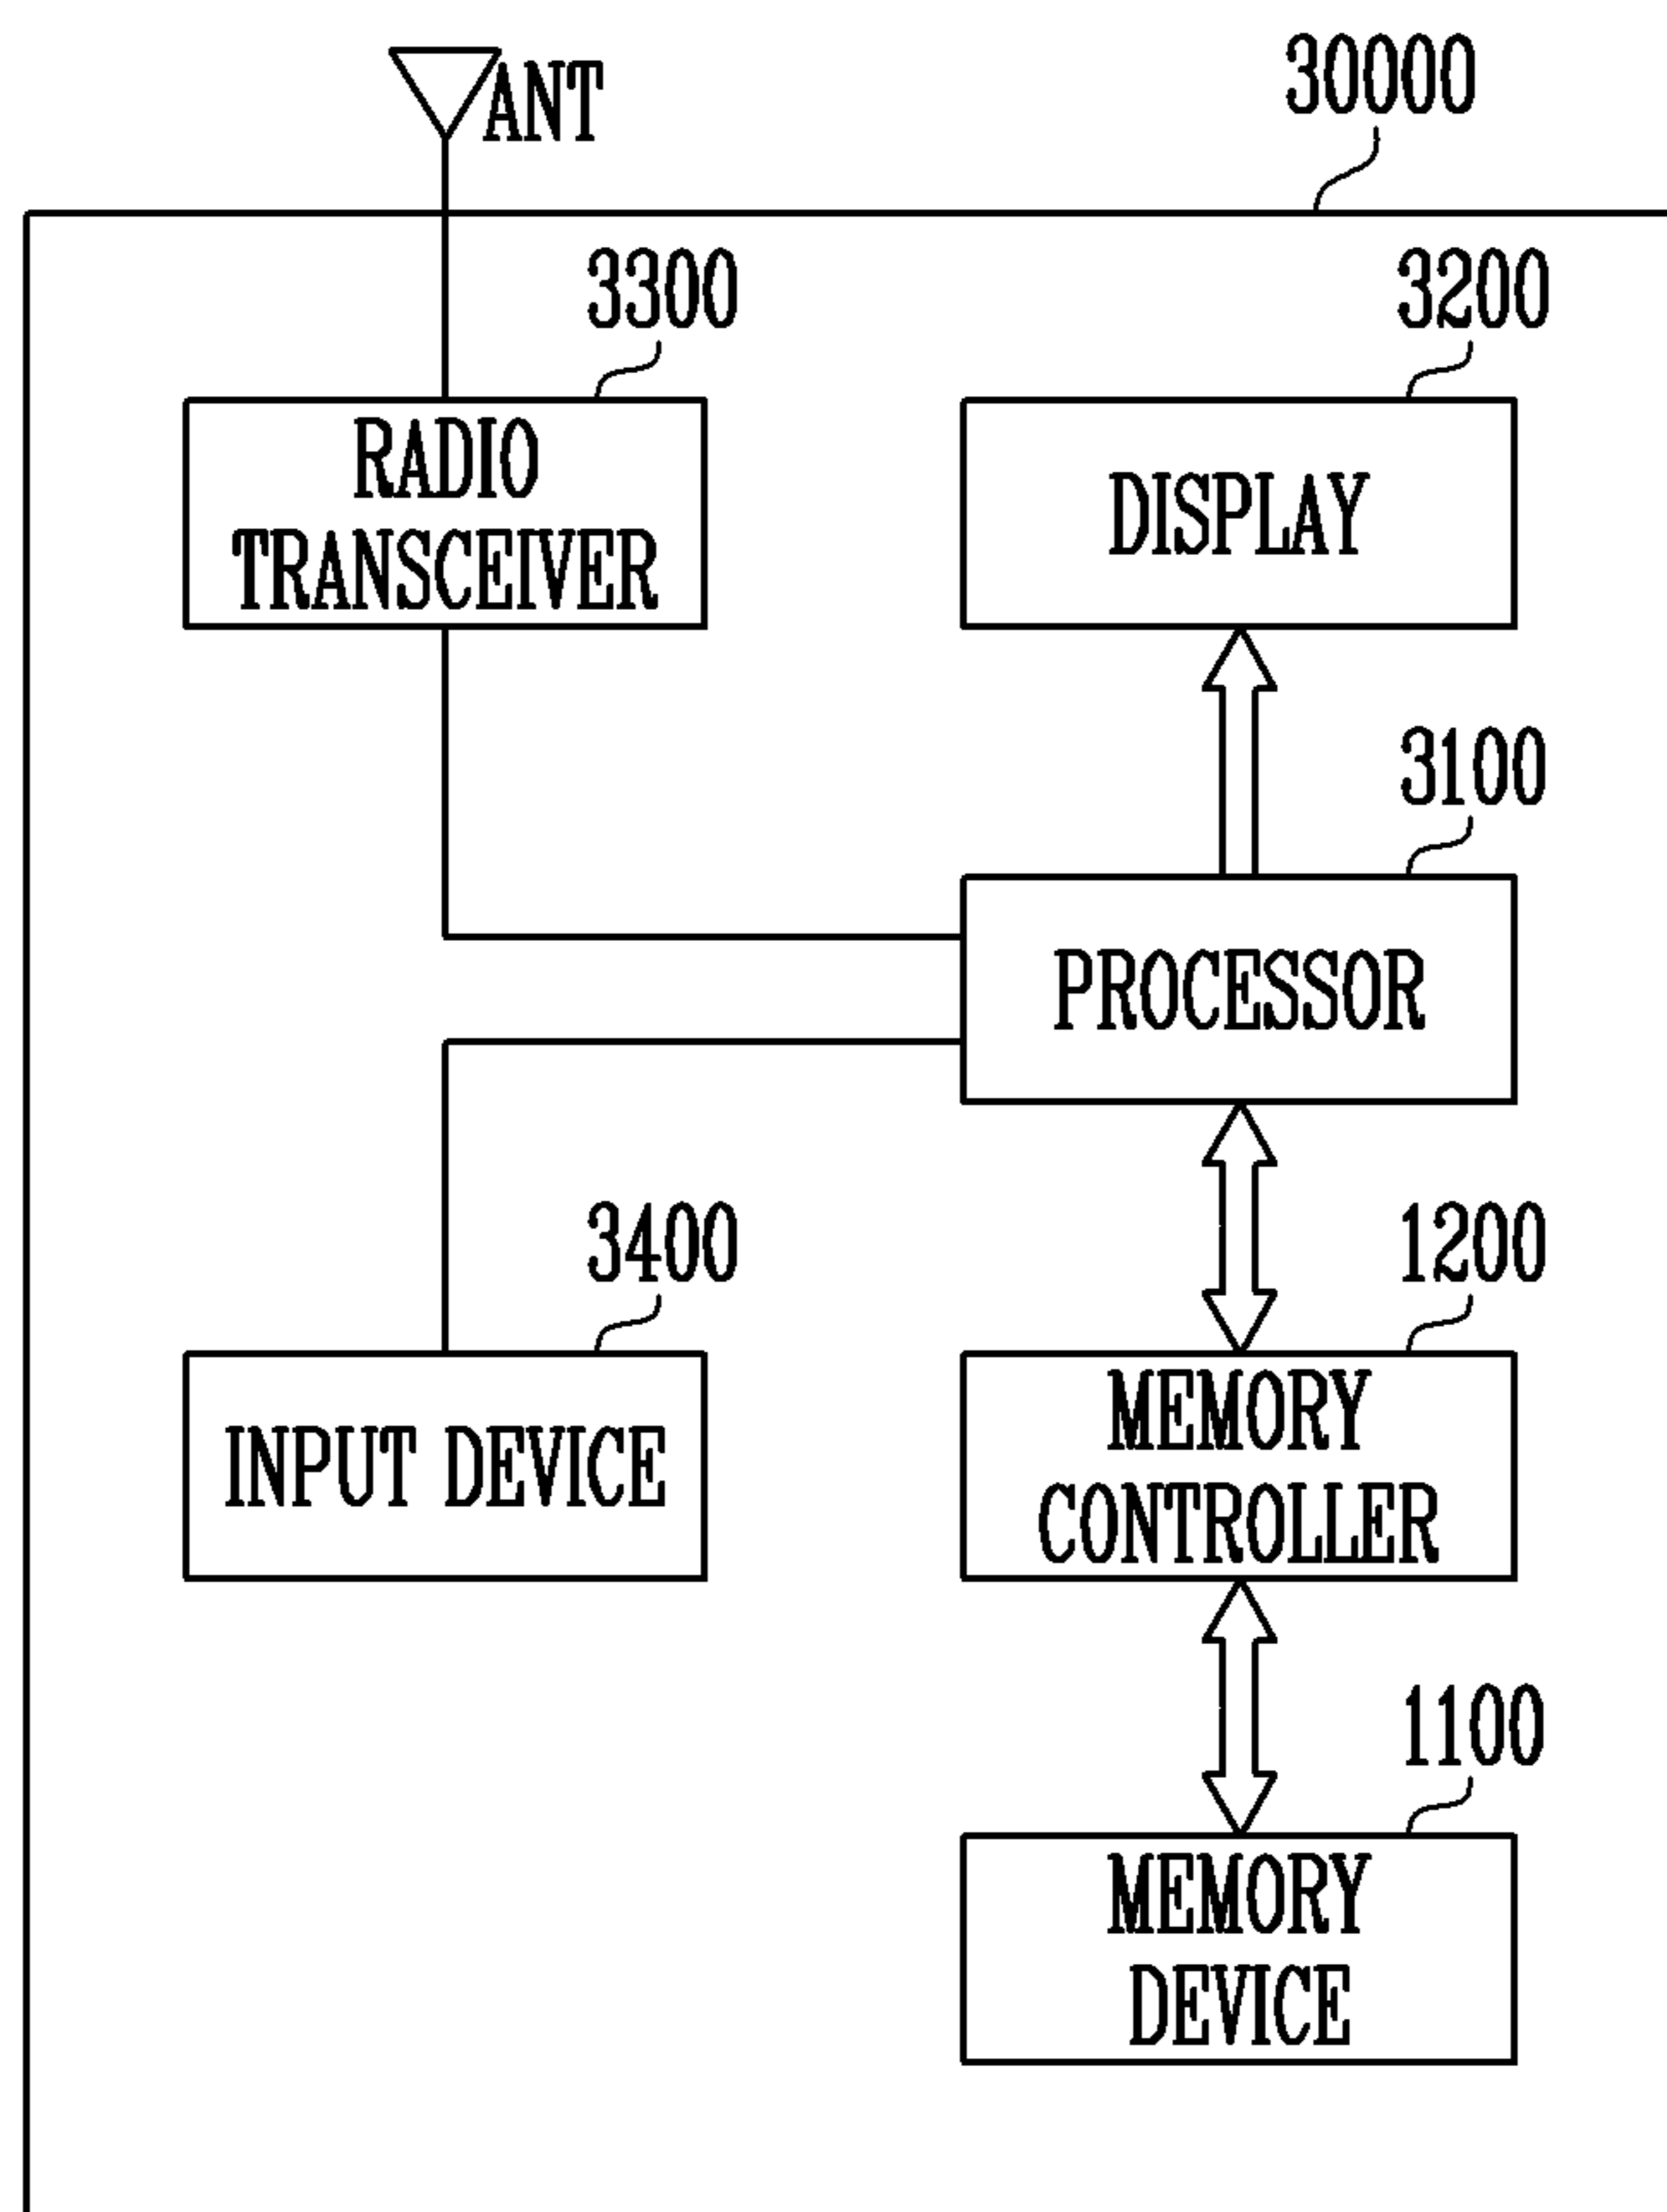 ANT
30000
3300
3200
RADIO
TRANSCEIVER
DISPLAY
3100
PROCESSOR
3400
1200
INPUT DEVICE
MEMORY
CONTROLLER
1100
MEMORY
DEVICE